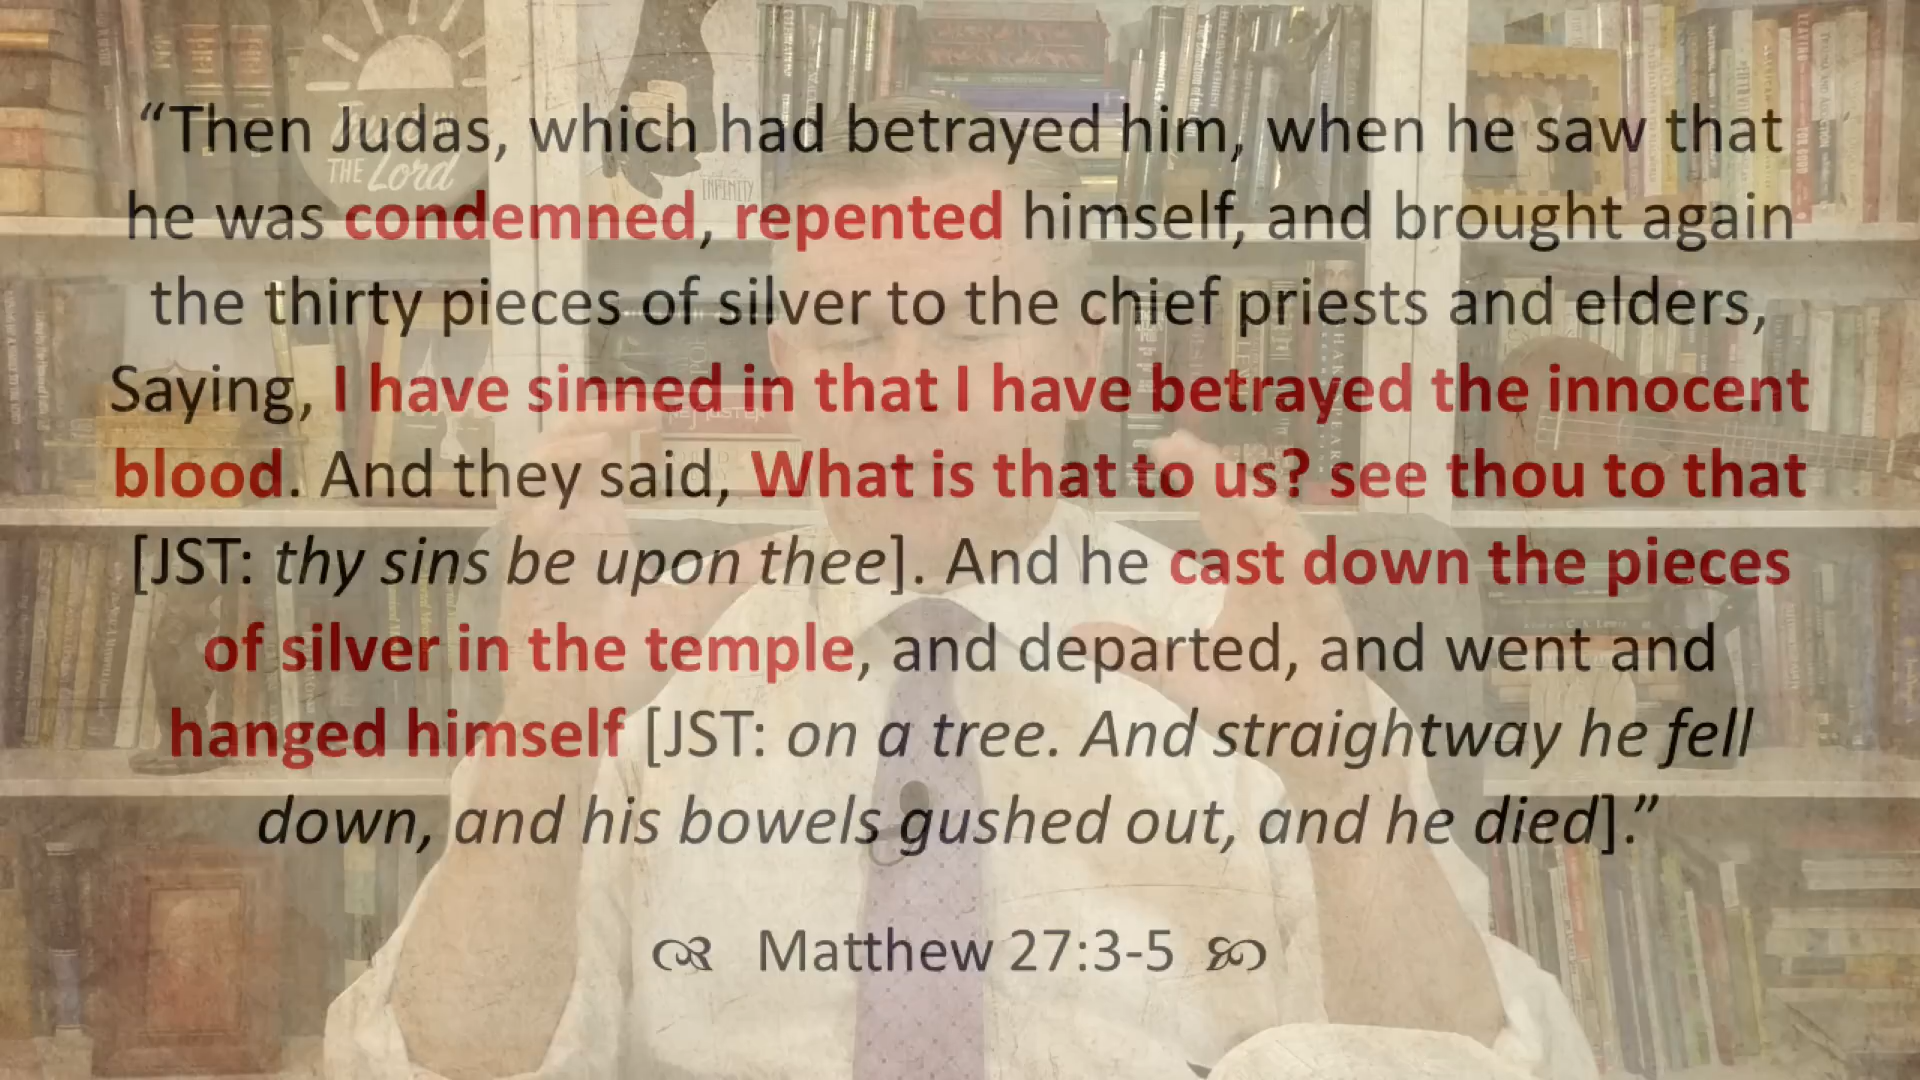 “Then Judas, which had betrayed him, when he saw that
he was condemned, repented himself, and brought again
the thirty pieces of silver to the chief priests and elders,
Saying, I have sinned in that I have betrayed the innocent
blood. And they said, What is that to us? see thou to that
[JST: thy sins be upon thee]. And he cast down the pieces
of silver in the temple, and departed, and went and
hanged himself [JST: on a tree. And straightway he fell
down, and his bowels gushed out, and he died].”
Matthew 27:3-5
THE Lord
INFINITY